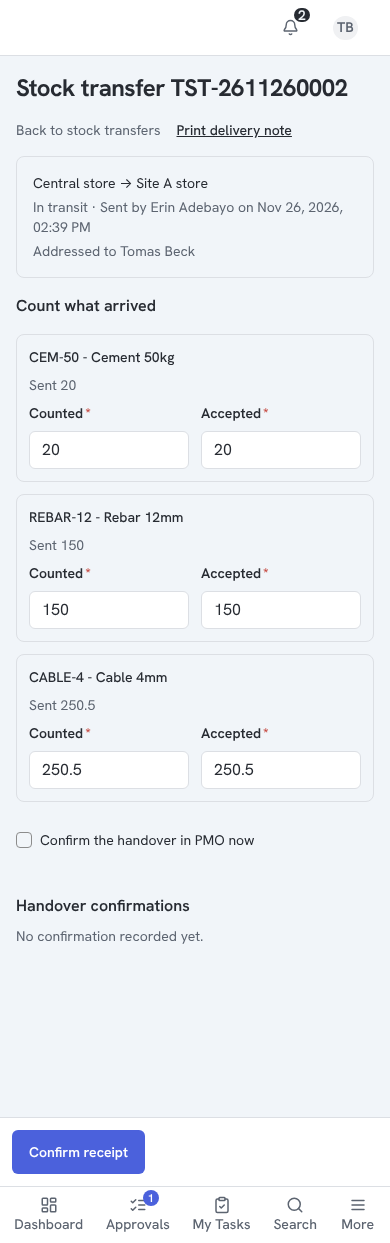 2
TB
Stock transfer TST-2611260002
Back to stock transfers Print delivery note
Central store → Site A store
In transit · Sent by Erin Adebayo on Nov 26, 2026,
02:39 PM
Addressed to Tomas Beck
Count what arrived
CEM-50 - Cement 50kg
Sent 20
Counted* Accepted*
20 20
REBAR-12 - Rebar 12mm
Sent 150
Counted* Accepted*
150 150
CABLE-4 - Cable 4mm
Sent 250.5
Counted* Accepted*
250.5 250.5
Confirm the handover in PMO now
Handover confirmations
No confirmation recorded yet.
Confirm receipt
1
Dashboard Approvals My Tasks Search More